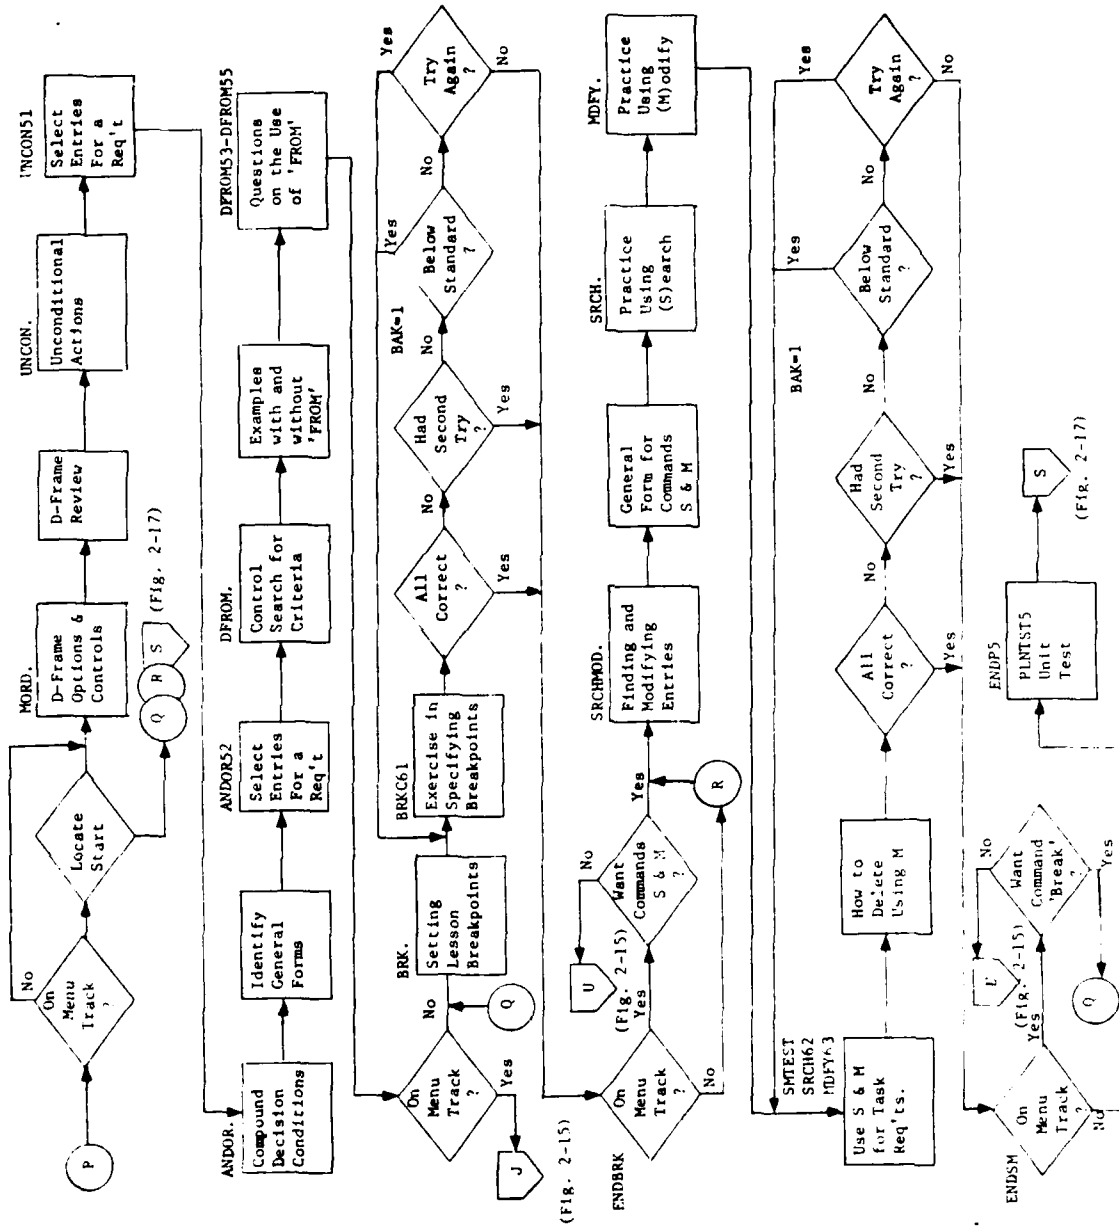 P
On
Menu
Track
?
No
Locate
Start
MORD.
D-Frame
Options &
Controls
Q
R
S
(Fig. 2-17)
D-Frame
Review
UNCON.
Unconditional
Actions
UNCON51
Select
Entries
For a
Req't
ANDOR.
Compound
Decision
Conditions
Identify
General
Forms
ANDOR52
Select
Entries
For a
Req't
DFROM.
Control
Search for
Criteria
Examples
with and
without
'FROM'
DFROM53-DFROM55
Questions
on the Use
of 'FROM'
On
Menu
Track
?
No
Yes
J
(Fig. 2-15)
Q
BRK.
Setting
Lesson
Breakpoints
BRKC61
Exercise in
Specifying
Breakpoints
All
Correct
?
No
Yes
Had
Second
Try
?
No
Yes
BAK=1
Below
Standard
?
Yes
No
Try
Again
?
Yes
No
ENDBRK
On
Menu
Track
?
Yes
No
U
(Fig. 2-15)
No
Want
Commands
S & M
?
Yes
R
SRCHMOD.
Finding and
Modifying
Entries
General
Form for
Commands
S & M
SRCH.
Practice
Using
(S)earch
MDFY.
Practice
Using
(M)odify
SMTEST
SRCH62
MDFY63
Use S & M
for Task
Req'ts.
How to
Delete
Using M
All
Correct
?
No
Yes
Had
Second
Try
?
No
Yes
BAK=1
Below
Standard
?
Yes
No
Try
Again
?
Yes
No
ENDSM
On
Menu
Track
?
Yes
No
(Fig. 2-15)
No
Want
Command
'Break'
?
Yes
Q
ENDP5
PLNTST5
Unit
Test
S
(Fig. 2-17)